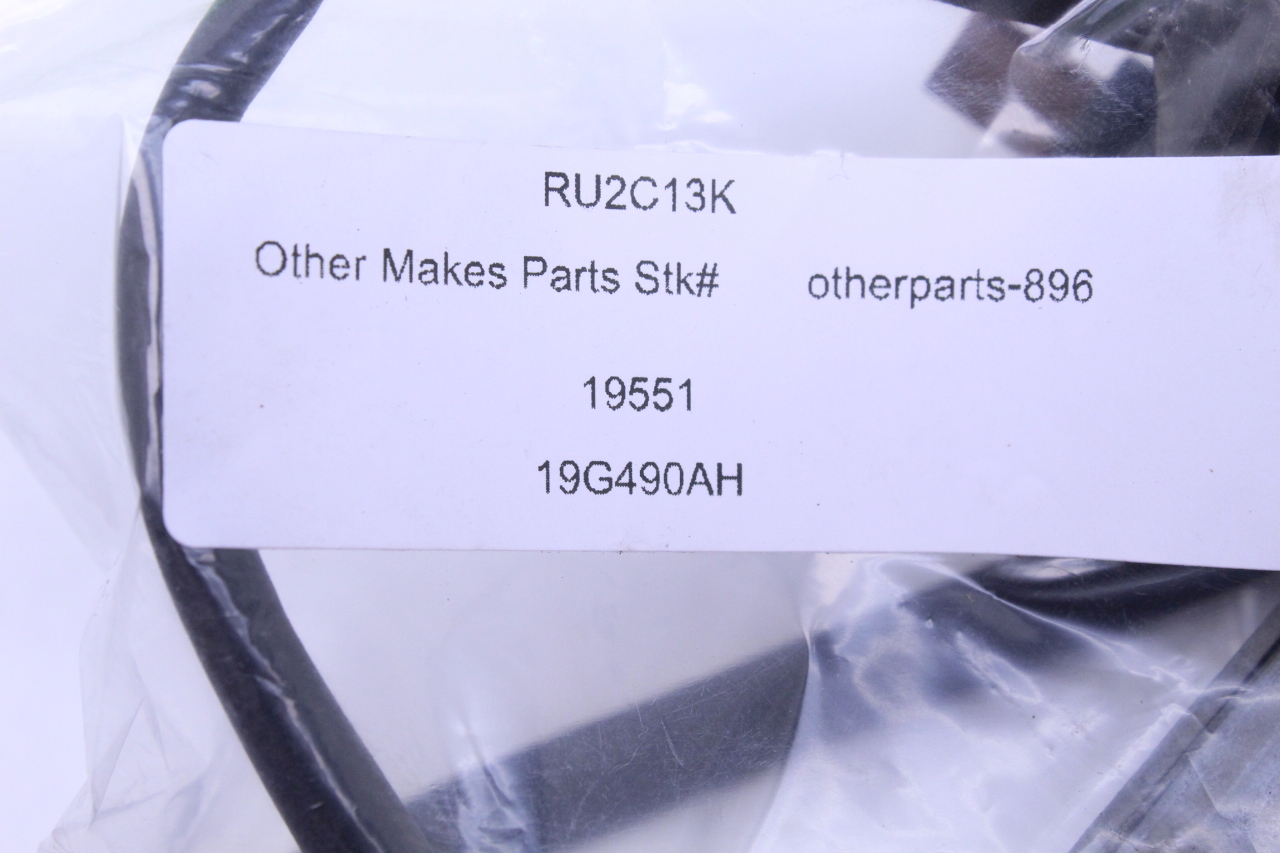 RU2C13K
Other Makes Parts Stk# otherparts-896
19551
19G490AH